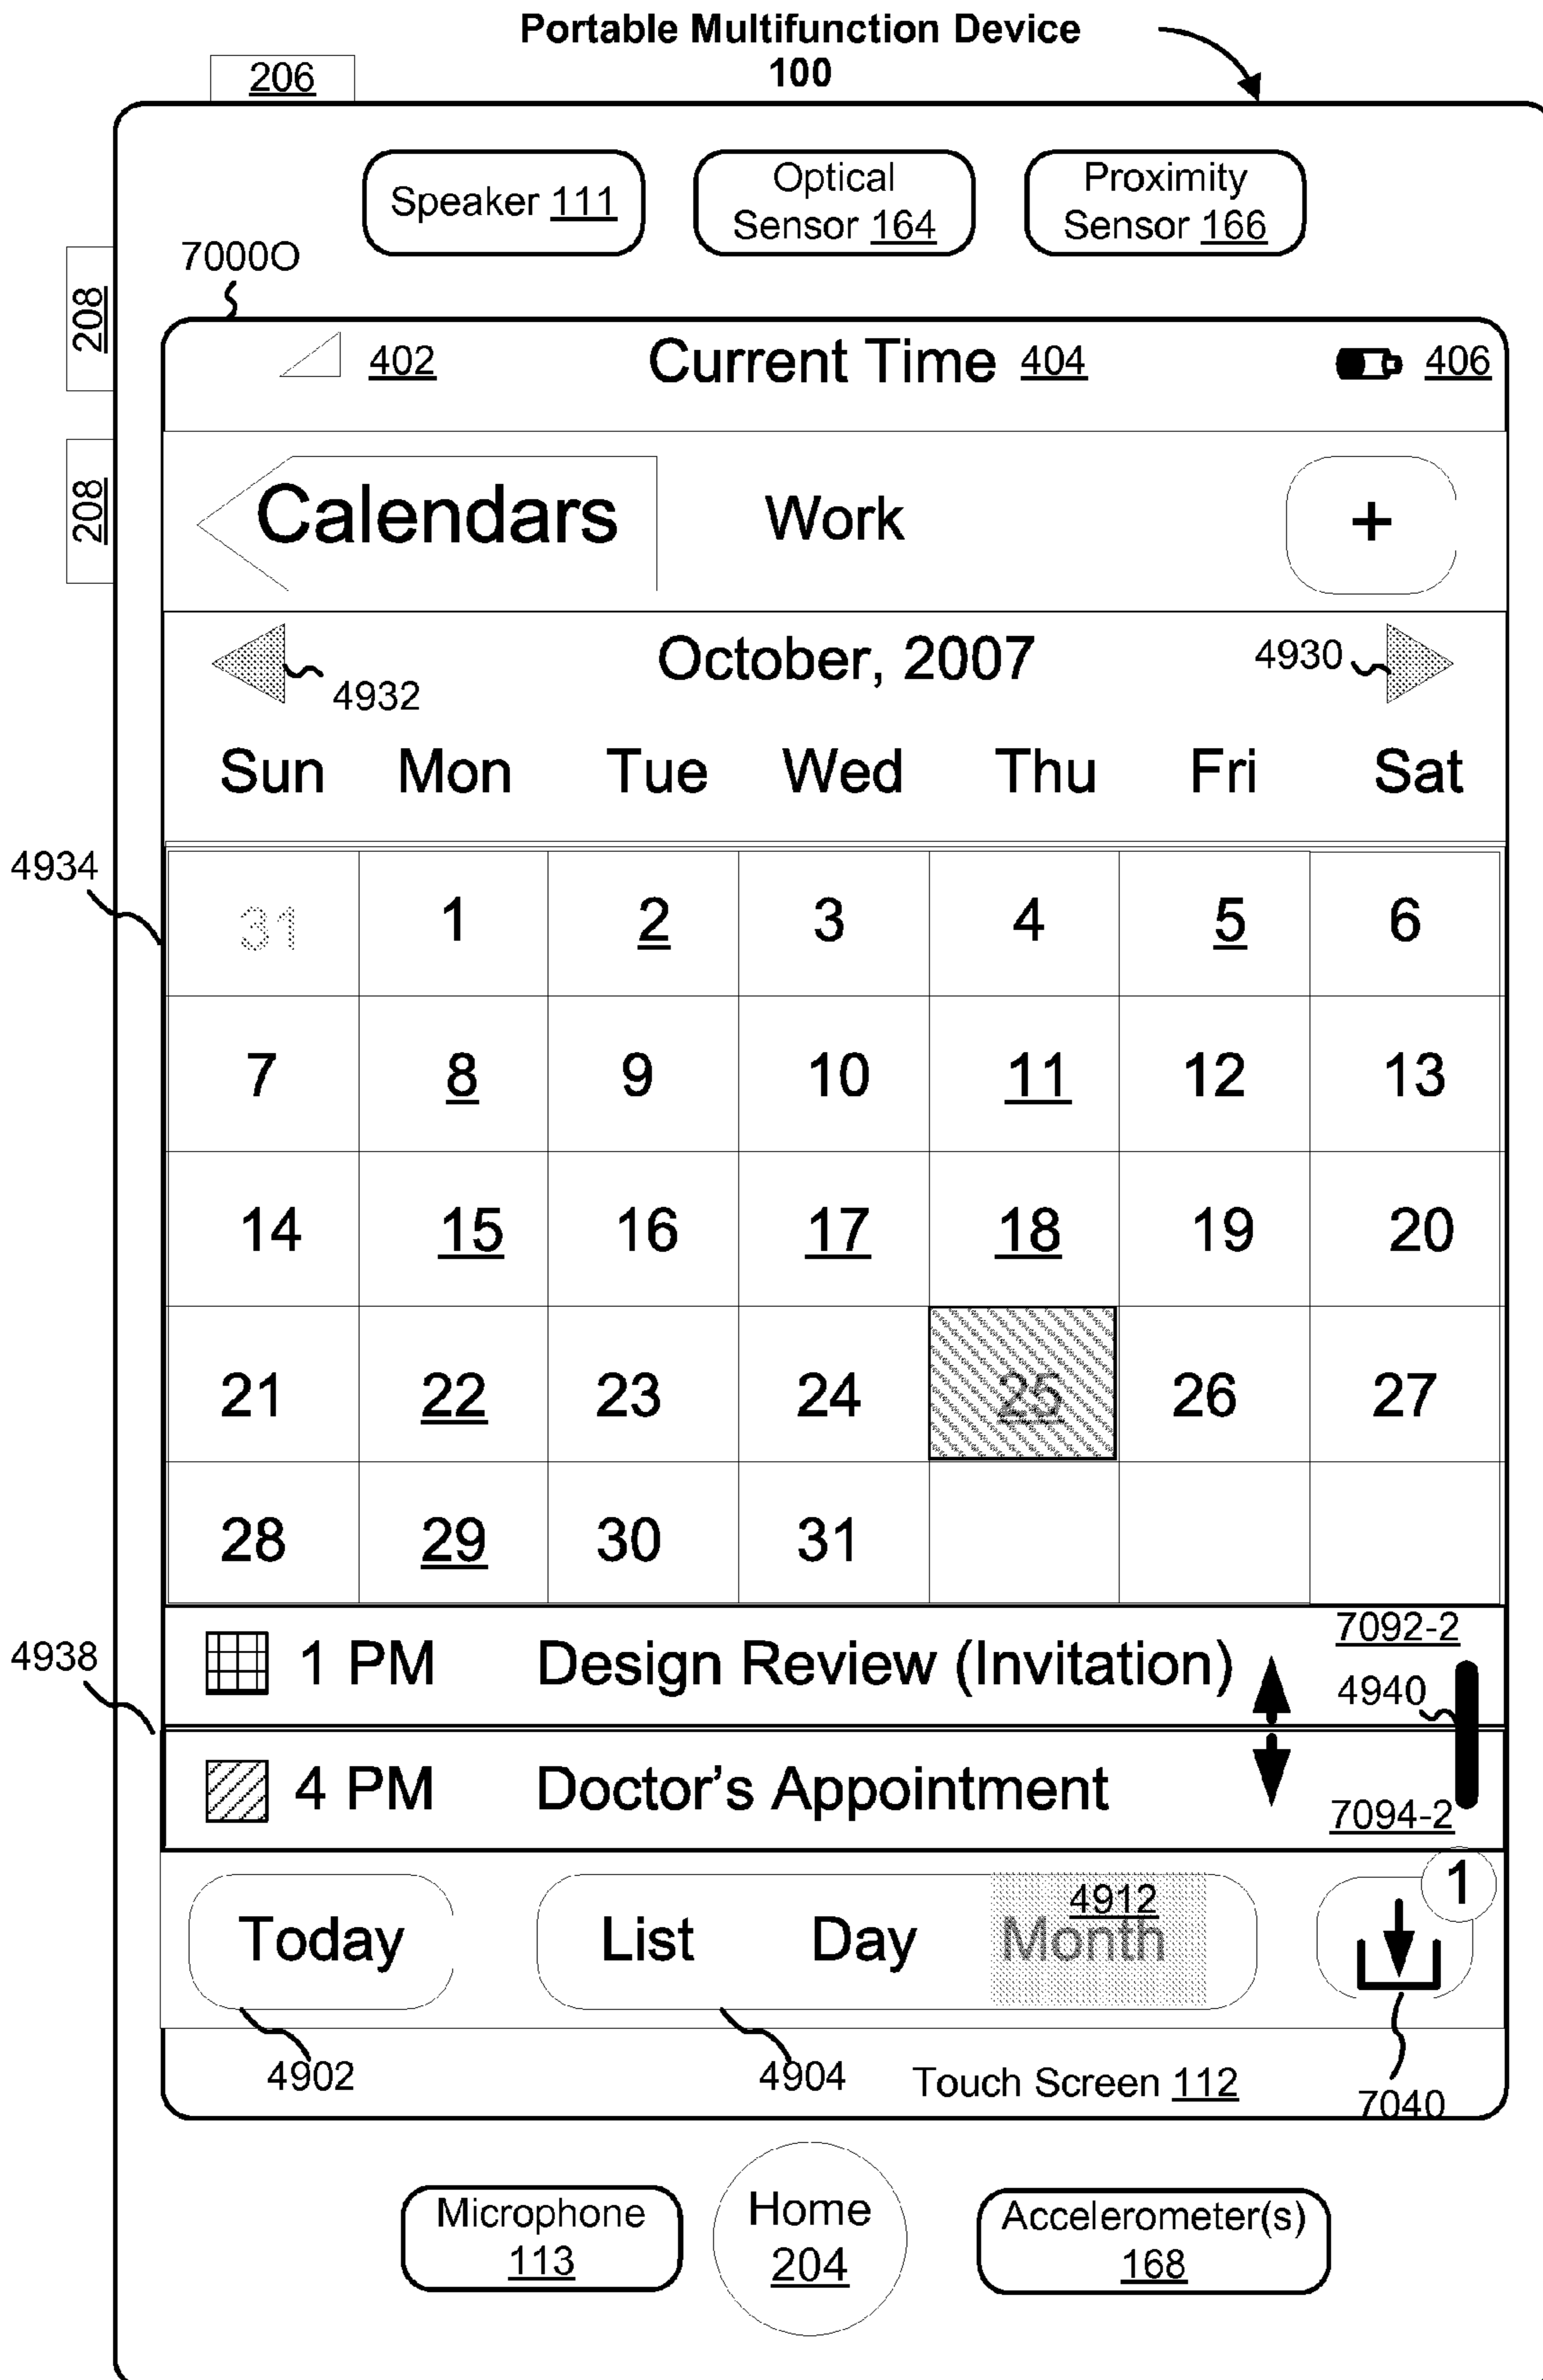 Portable Multifunction Device
100
206
Speaker 111
Optical
Sensor 164
Proximity
Sensor 166
208
7000O
402
Current Time 404
406
208
Calendars
Work
+
October, 2007
4932
4930
Sun Mon Tue Wed Thu Fri Sat
4934
31 1 2 3 4 5 6
7 8 9 10 11 12 13
14 15 16 17 18 19 20
21 22 23 24 25 26 27
28 29 30 31
4938
1 PM Design Review (Invitation)
7092-2
4940
4 PM Doctor's Appointment
7094-2
Today
List Day Month
4912
1
4902
4904
Touch Screen 112
7040
Microphone
113
Home
204
Accelerometer(s)
168